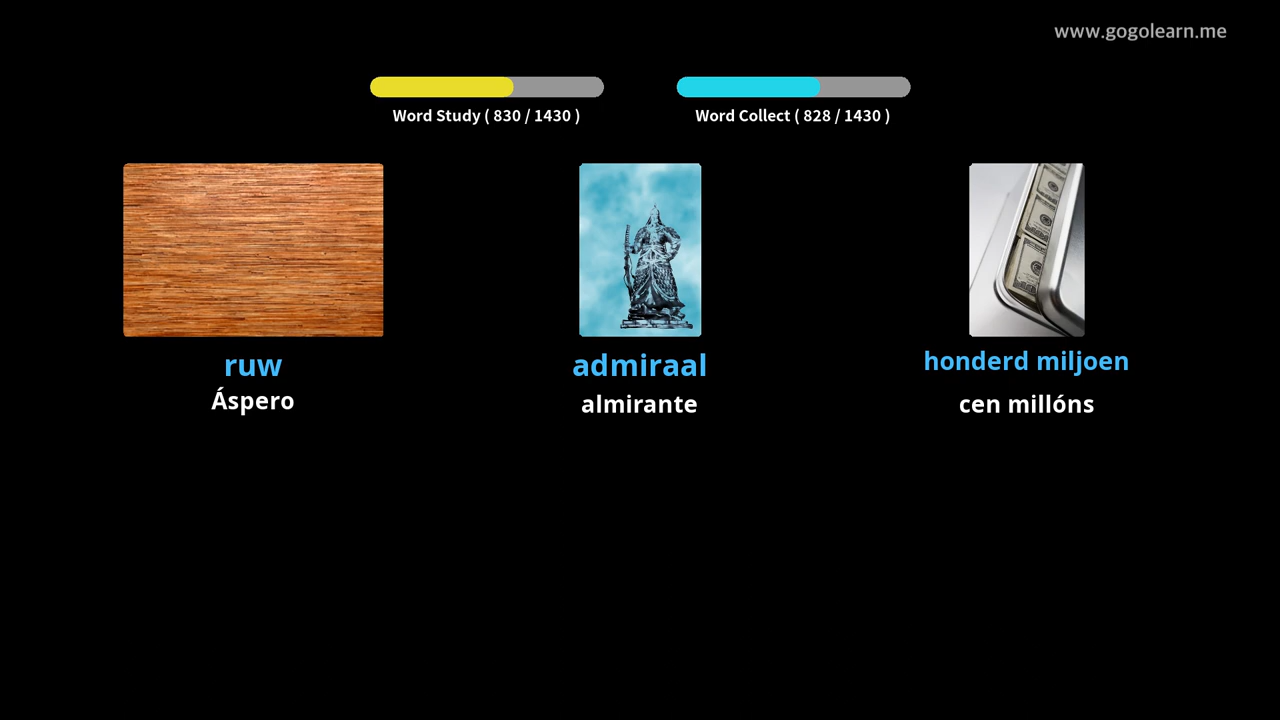 www.gogolearn.me
Word Study ( 830 / 1430 )
Word Collect ( 828 / 1430 )
ruw
Áspero
admiraal
almirante
honderd miljoen
cen millóns